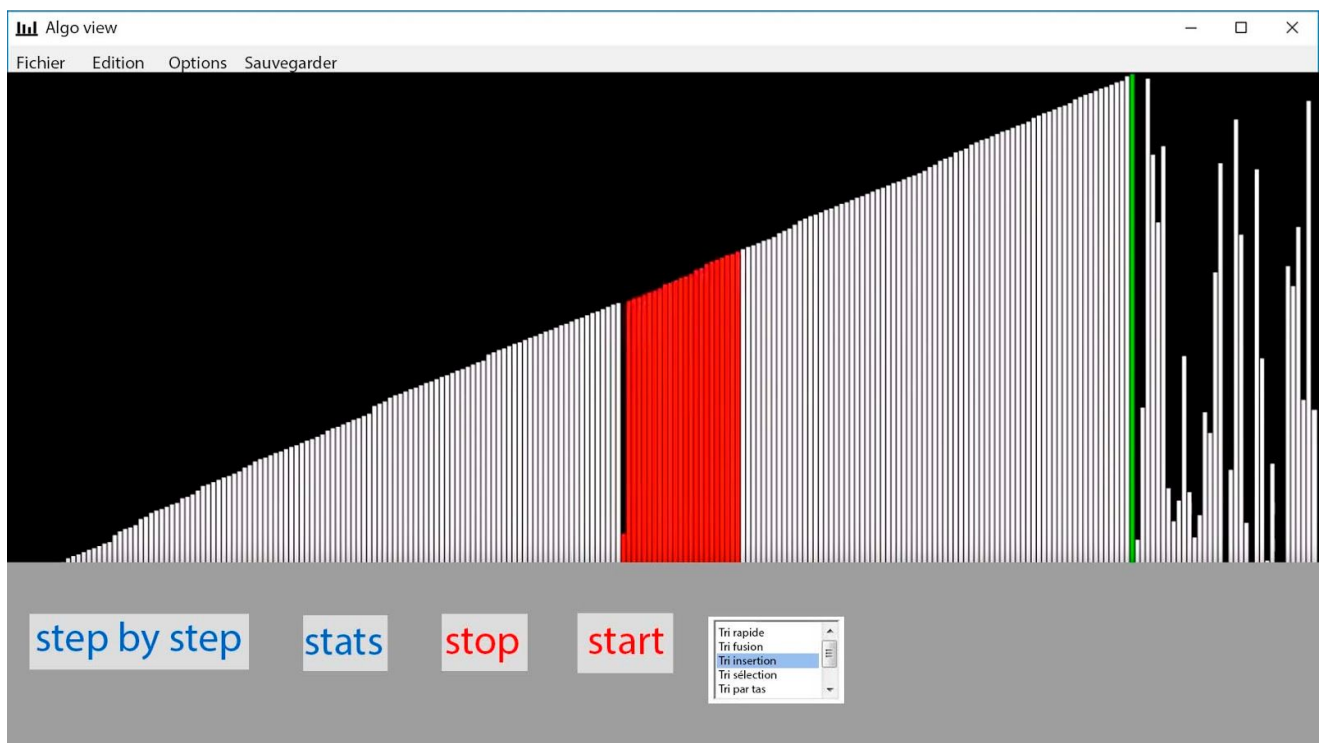 Algo view
Fichier Edition Options Sauvegarder
step by step stats stop start
Tri rapide
Tri fusion
Tri insertion
Tri sélection
Tri par tas